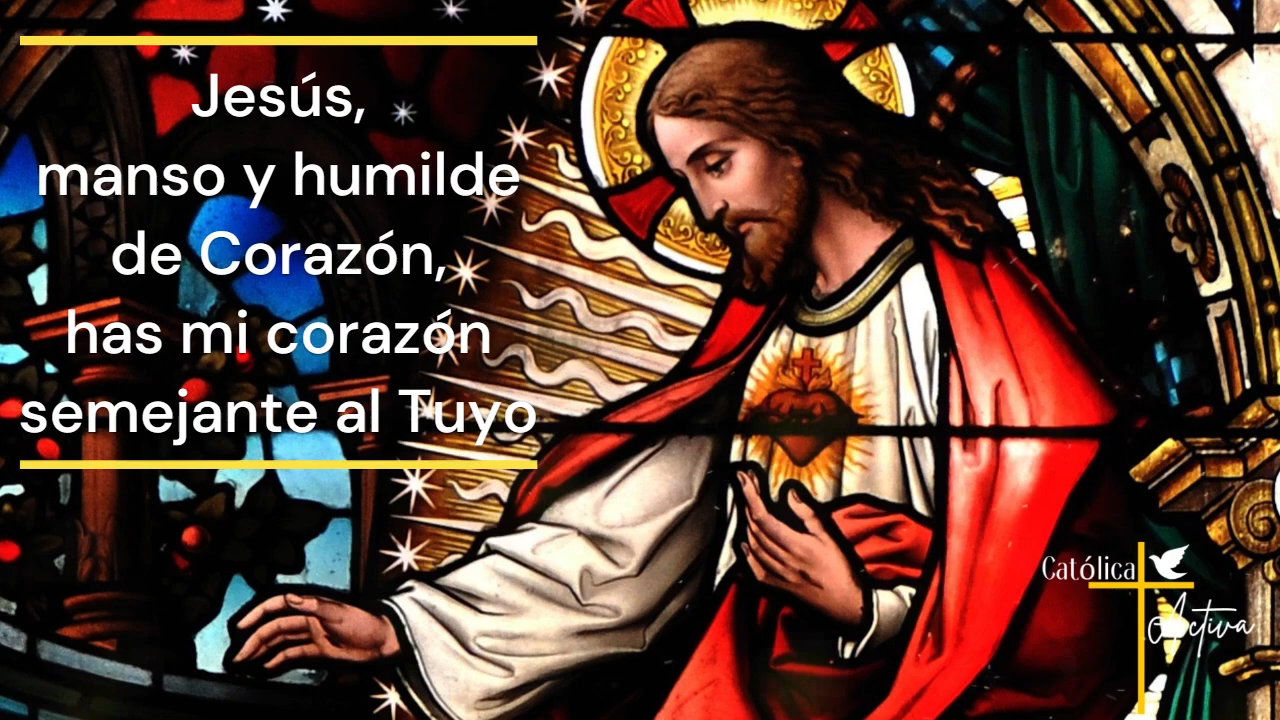 Jesús,
manso y humilde
de Corazón,
has mi corazón
semejante al Tuyo
Católica
Activa